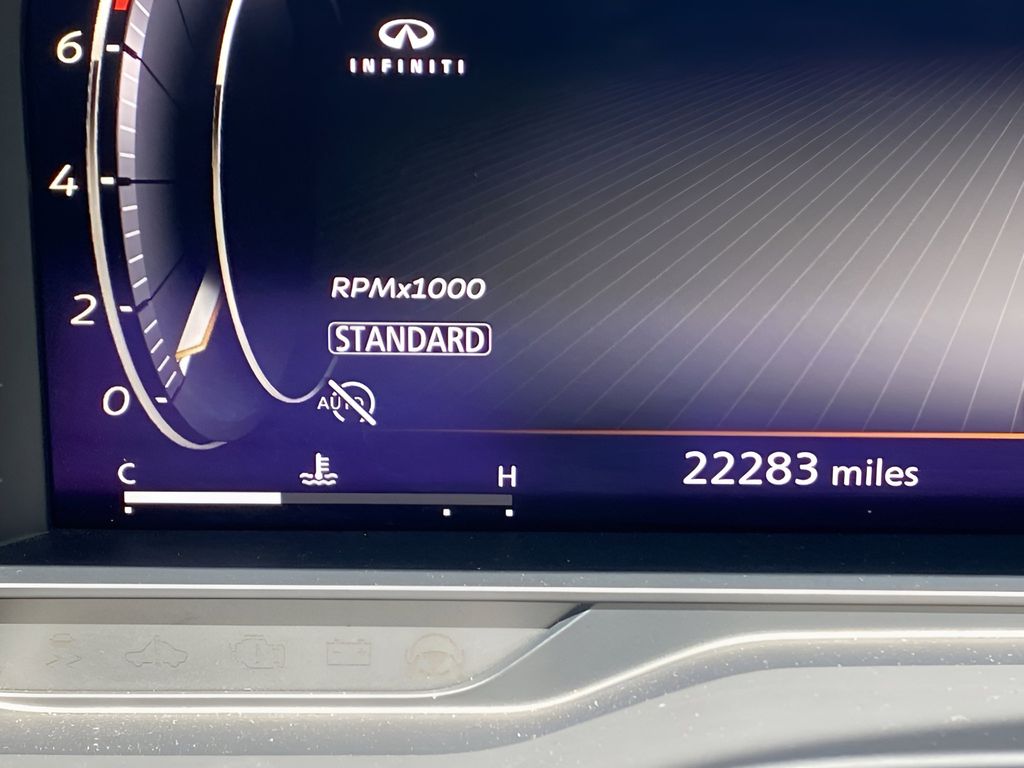 6
INFINITI
4
RPMx1000
2
STANDARD
0
AUTO
C
H
22283 miles